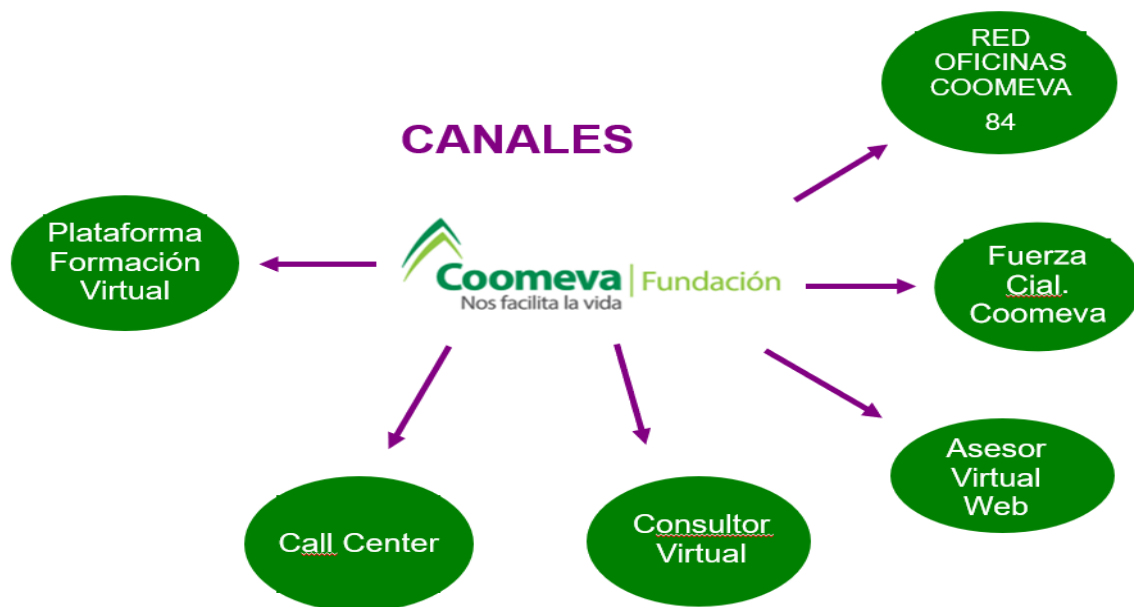 RED
OFICINAS
COOMEVA
84
CANALES
Plataforma
Formación
Virtual
Coomeva | Fundación
Nos facilita la vida
Fuerza
Cial.
Coomeva
Asesor
Virtual
Web
Call Center
Consultor
Virtual